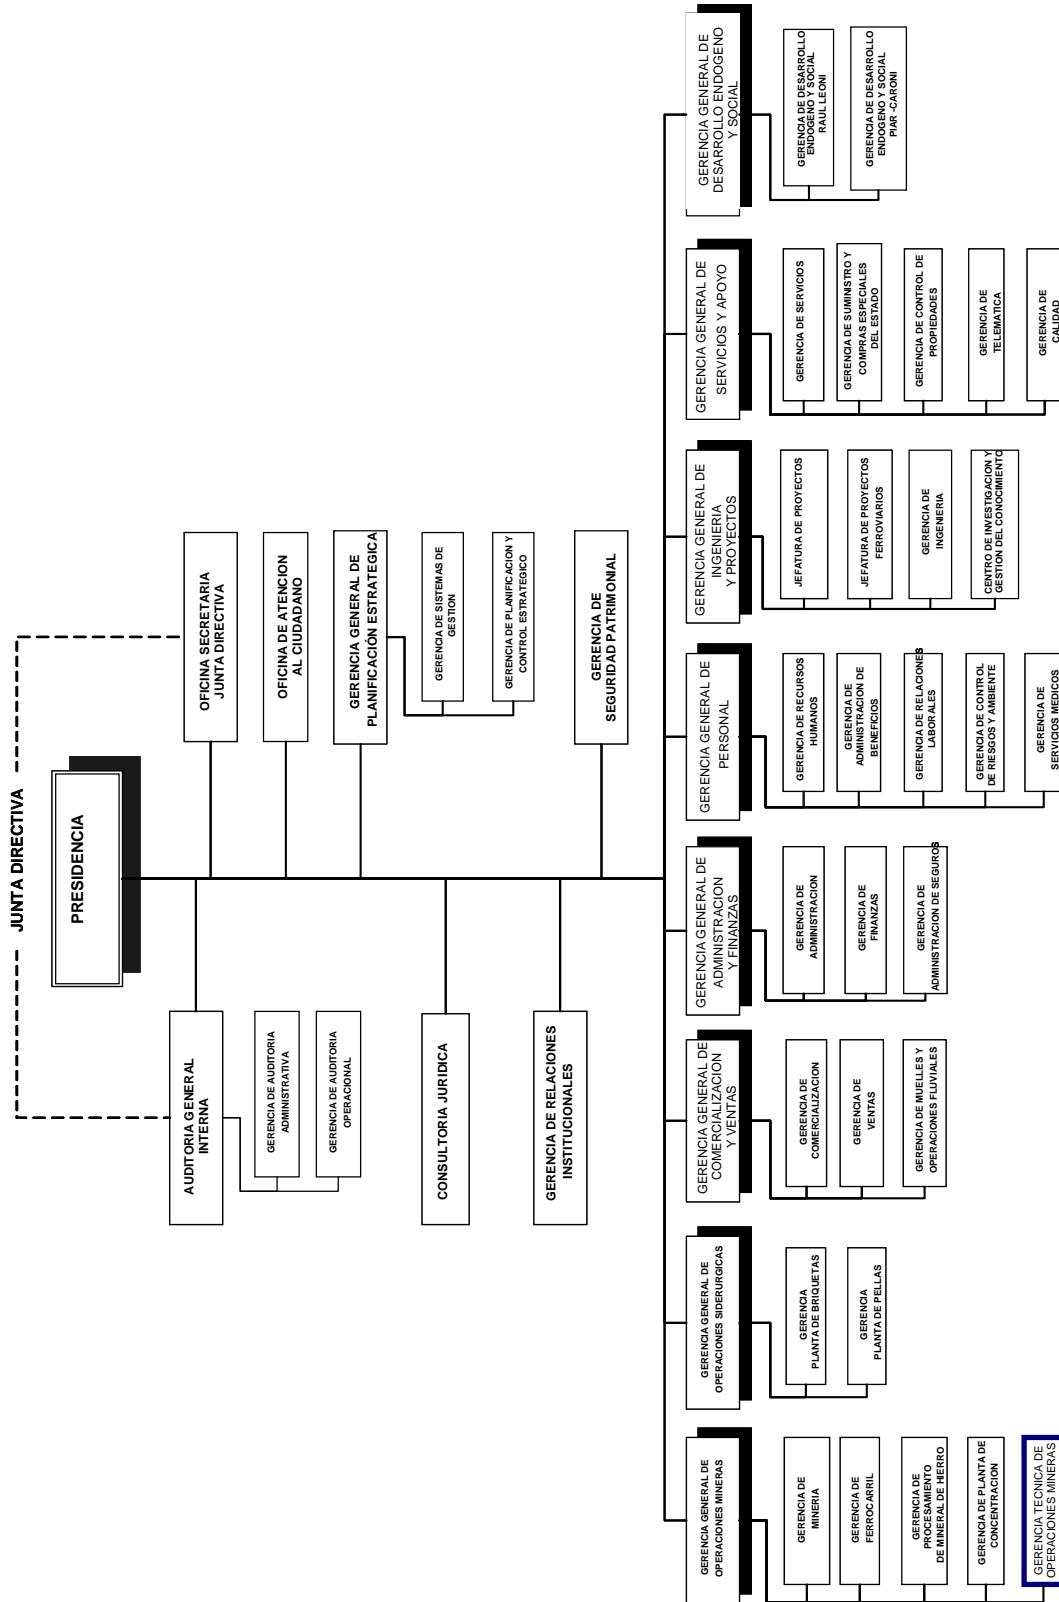 JUNTA DIRECTIVA
PRESIDENCIA
AUDITORIA GENERAL
INTERNA
GERENCIA DE AUDITORIA
ADMINISTRATIVA
GERENCIA DE AUDITORIA
OPERACIONAL
CONSULTORIA JURIDICA
GERENCIA DE RELACIONES
INSTITUCIONALES
OFICINA SECRETARIA
JUNTA DIRECTIVA
OFICINA DE ATENCION
AL CIUDADANO
GERENCIA GENERAL DE
PLANIFICACIÓN ESTRATEGICA
GERENCIA DE SISTEMAS DE
GESTION
GERENCIA DE PLANIFICACION Y
CONTROL ESTRATEGICO
GERENCIA DE
SEGURIDAD PATRIMONIAL
GERENCIA GENERAL DE
OPERACIONES MINERAS
GERENCIA DE
MINERIA
GERENCIA DE
FERROCARRIL
GERENCIA DE
PROCESAMIENTO
DE MINERAL DE HIERRO
GERENCIA DE PLANTA DE
CONCENTRACION
GERENCIA TECNICA DE
OPERACIONES MINERAS
GERENCIA GENERAL DE
OPERACIONES SIDERURGICAS
GERENCIA
PLANTA DE BRIQUETAS
GERENCIA
PLANTA DE PELLAS
GERENCIA GENERAL DE
COMERCIALIZACION
Y VENTAS
GERENCIA DE
COMERCIALIZACION
GERENCIA DE
VENTAS
GERENCIA DE MUELLES Y
OPERACIONES FLUVIALES
GERENCIA GENERAL DE
ADMINISTRACION
Y FINANZAS
GERENCIA DE
ADMINISTRACION
GERENCIA DE
FINANZAS
GERENCIA DE
ADMINISTRACION DE SEGUROS
GERENCIA GENERAL DE
PERSONAL
GERENCIA DE RECURSOS
HUMANOS
GERENCIA DE
ADMINISTRACION DE
BENEFICIOS
GERENCIA DE RELACIONES
LABORALES
GERENCIA DE CONTROL
DE RIESGOS Y AMBIENTE
GERENCIA DE
SERVICIOS MEDICOS
GERENCIA GENERAL DE
INGENIERIA
Y PROYECTOS
JEFATURA DE PROYECTOS
JEFATURA DE PROYECTOS
FERROVIARIOS
GERENCIA DE
INGENIERIA
CENTRO DE INVESTIGACION Y
GESTION DEL CONOCIMIENTO
GERENCIA GENERAL DE
SERVICIOS Y APOYO
GERENCIA DE SERVICIOS
GERENCIA DE SUMINISTRO Y
COMPRAS ESPECIALES
DEL ESTADO
GERENCIA DE CONTROL DE
PROPIEDADES
GERENCIA DE
TELEMATICA
GERENCIA DE
CALIDAD
GERENCIA GENERAL DE
DESARROLLO ENDOGENO
Y SOCIAL
GERENCIA DE DESARROLLO
ENDOGENO Y SOCIAL
RAUL LEONI
GERENCIA DE DESARROLLO
ENDOGENO Y SOCIAL
PIAR -CARONI